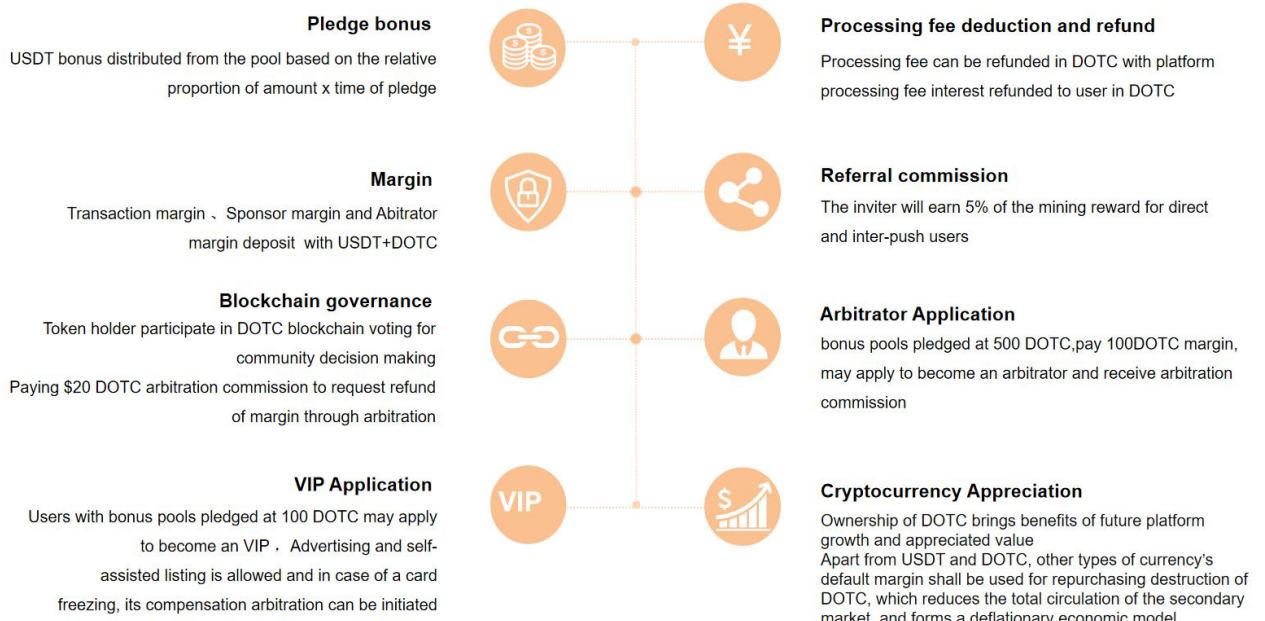 Pledge bonus
USDT bonus distributed from the pool based on the relative
proportion of amount x time of pledge
Processing fee deduction and refund
Processing fee can be refunded in DOTC with platform
processing fee interest refunded to user in DOTC
Margin
Transaction margin 、Sponsor margin and Abitrator
margin deposit with USDT+DOTC
Referral commission
The inviter will earn 5% of the mining reward for direct
and inter-push users
Blockchain governance
Token holder participate in DOTC blockchain voting for
community decision making
Paying $20 DOTC arbitration commission to request refund
of margin through arbitration
Arbitrator Application
bonus pools pledged at 500 DOTC,pay 100DOTC margin,
may apply to become an arbitrator and receive arbitration
commission
VIP
VIP Application
Users with bonus pools pledged at 100 DOTC may apply
to become an VIP，Advertising and self-
assisted listing is allowed and in case of a card
freezing, its compensation arbitration can be initiated
Cryptocurrency Appreciation
Ownership of DOTC brings benefits of future platform
growth and appreciated value
Apart from USDT and DOTC, other types of currency's
default margin shall be used for repurchasing destruction of
DOTC, which reduces the total circulation of the secondary
market, and forms a deflationary economic model